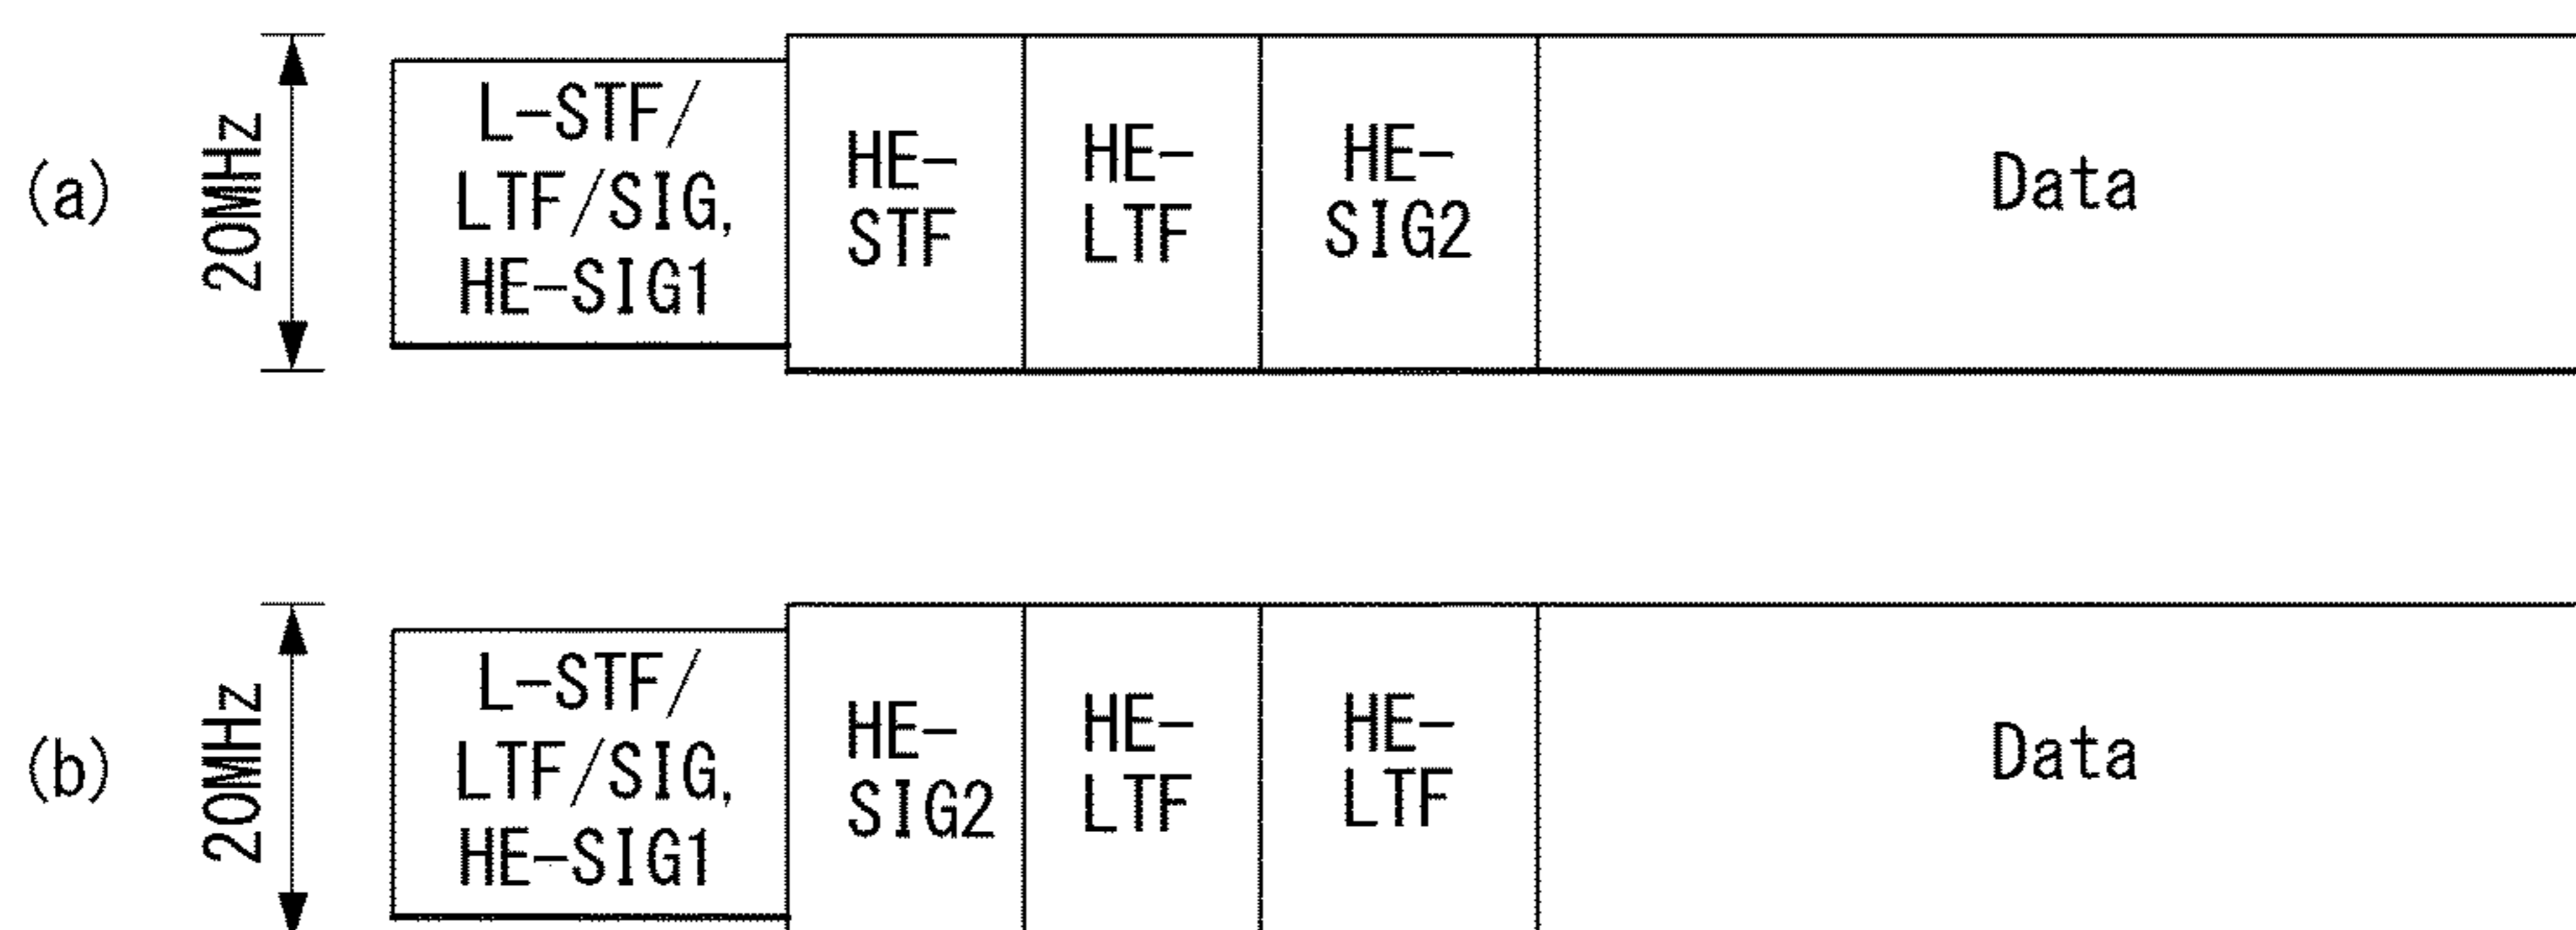 (a)
20MHz
L-STF/
LTF/SIG,
HE-SIG1
HE-
STF
HE-
LTF
HE-
SIG2
Data
(b)
20MHz
L-STF/
LTF/SIG,
HE-SIG1
HE-
SIG2
HE-
LTF
HE-
LTF
Data